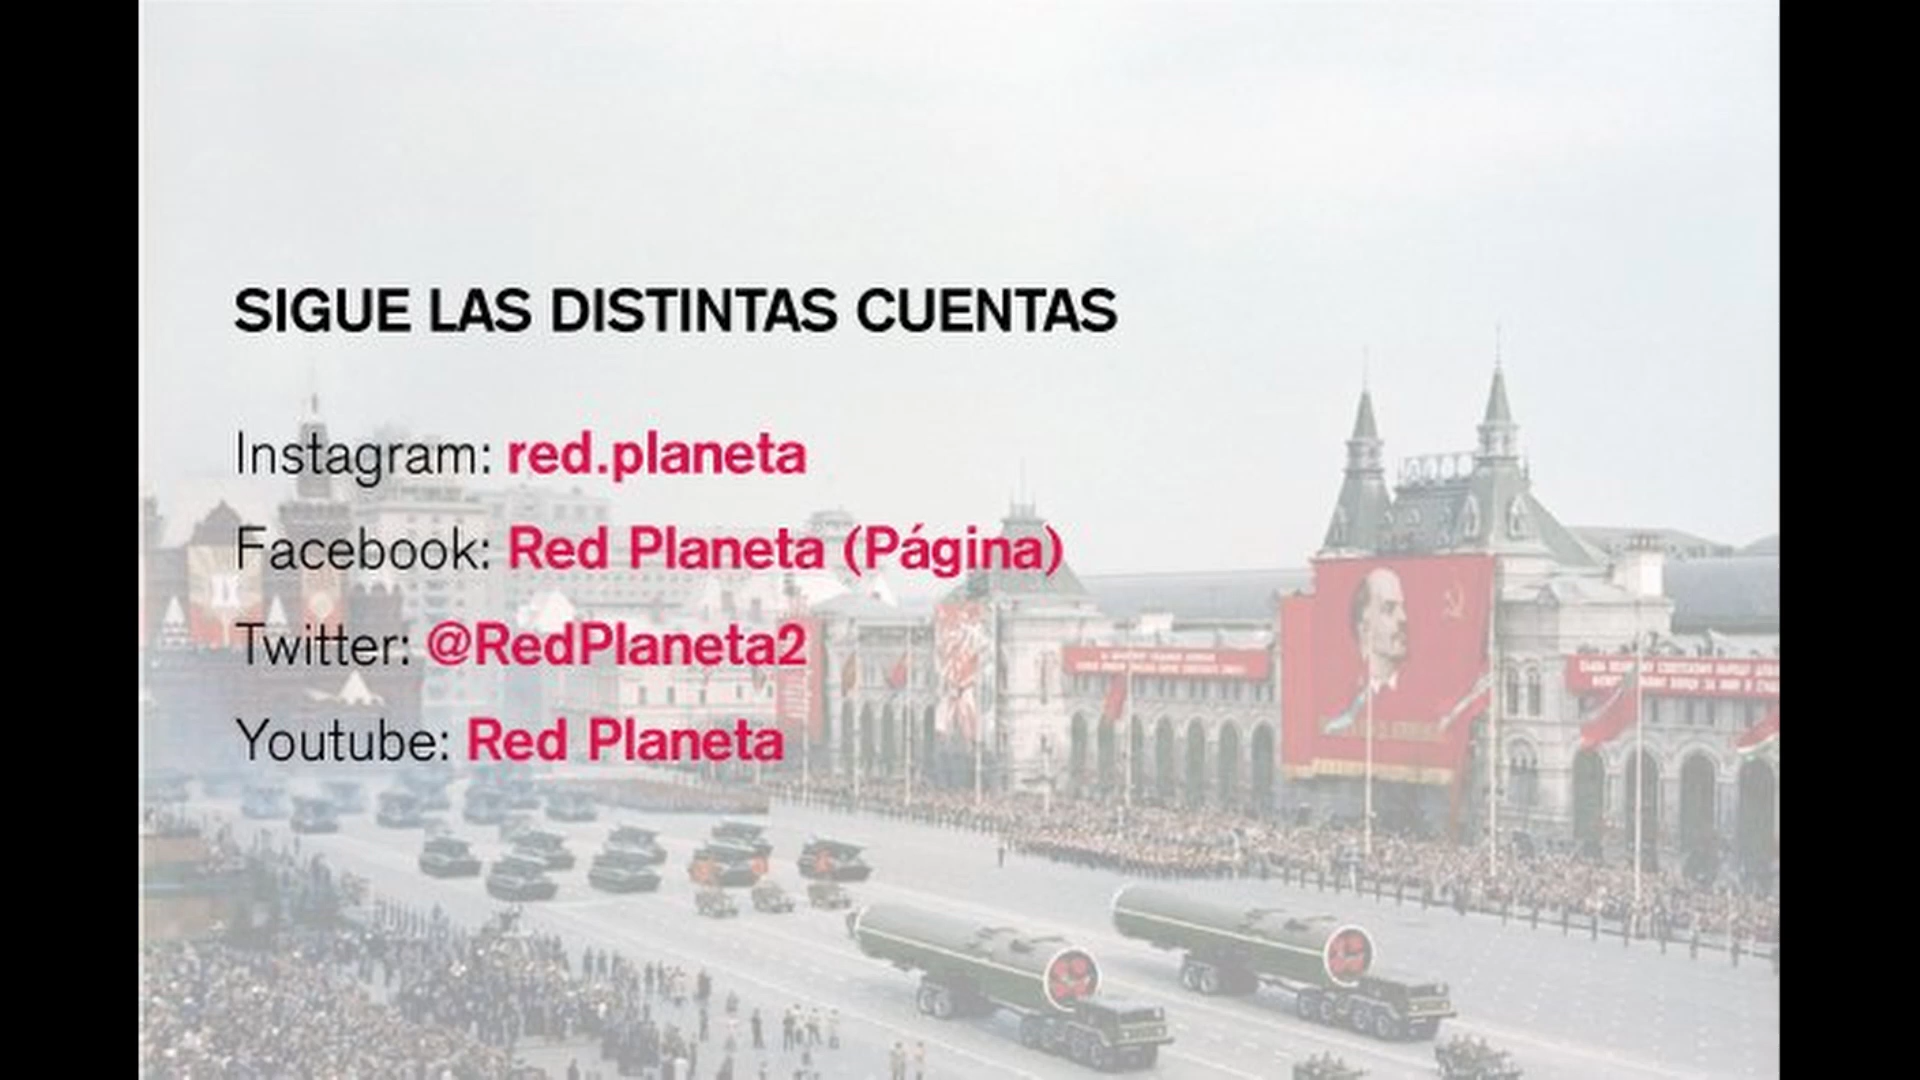 SIGUE LAS DISTINTAS CUENTAS
Instagram: red.planeta
Facebook: Red Planeta (Página)
Twitter: @RedPlaneta2
Youtube: Red Planeta